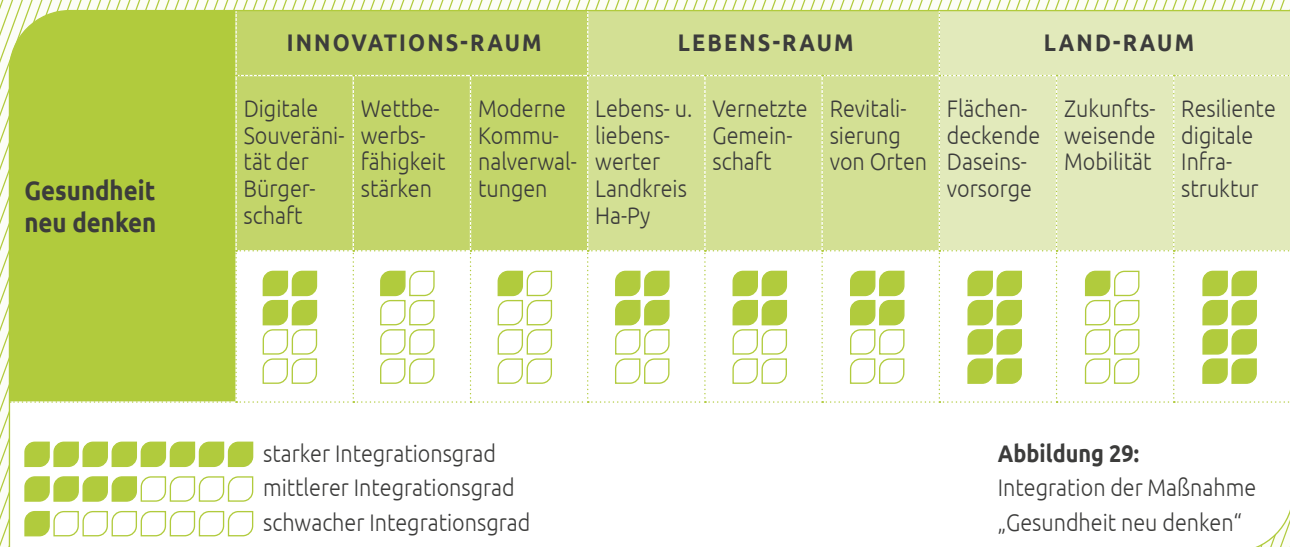 INNOVATIONS-RAUM
LEBENS-RAUM
LAND-RAUM
Gesundheit
neu denken
Digitale
Souveräni-
tät der
Bürger-
schaft
Wettbe-
werbs-
fähigkeit
stärken
Moderne
Kommu-
nalverwal-
tungen
Lebens- u.
liebens-
werter
Landkreis
Ha-Py
Vernetzte
Gemein-
schaft
Revitali-
sierung
von Orten
Flächen-
deckende
Daseins-
vorsorge
Zukunfts-
weisende
Mobilität
Resiliente
digitale
Infra-
struktur
starker Integrationsgrad
mittlerer Integrationsgrad
schwacher Integrationsgrad
Abbildung 29:
Integration der Maßnahme
„Gesundheit neu denken“